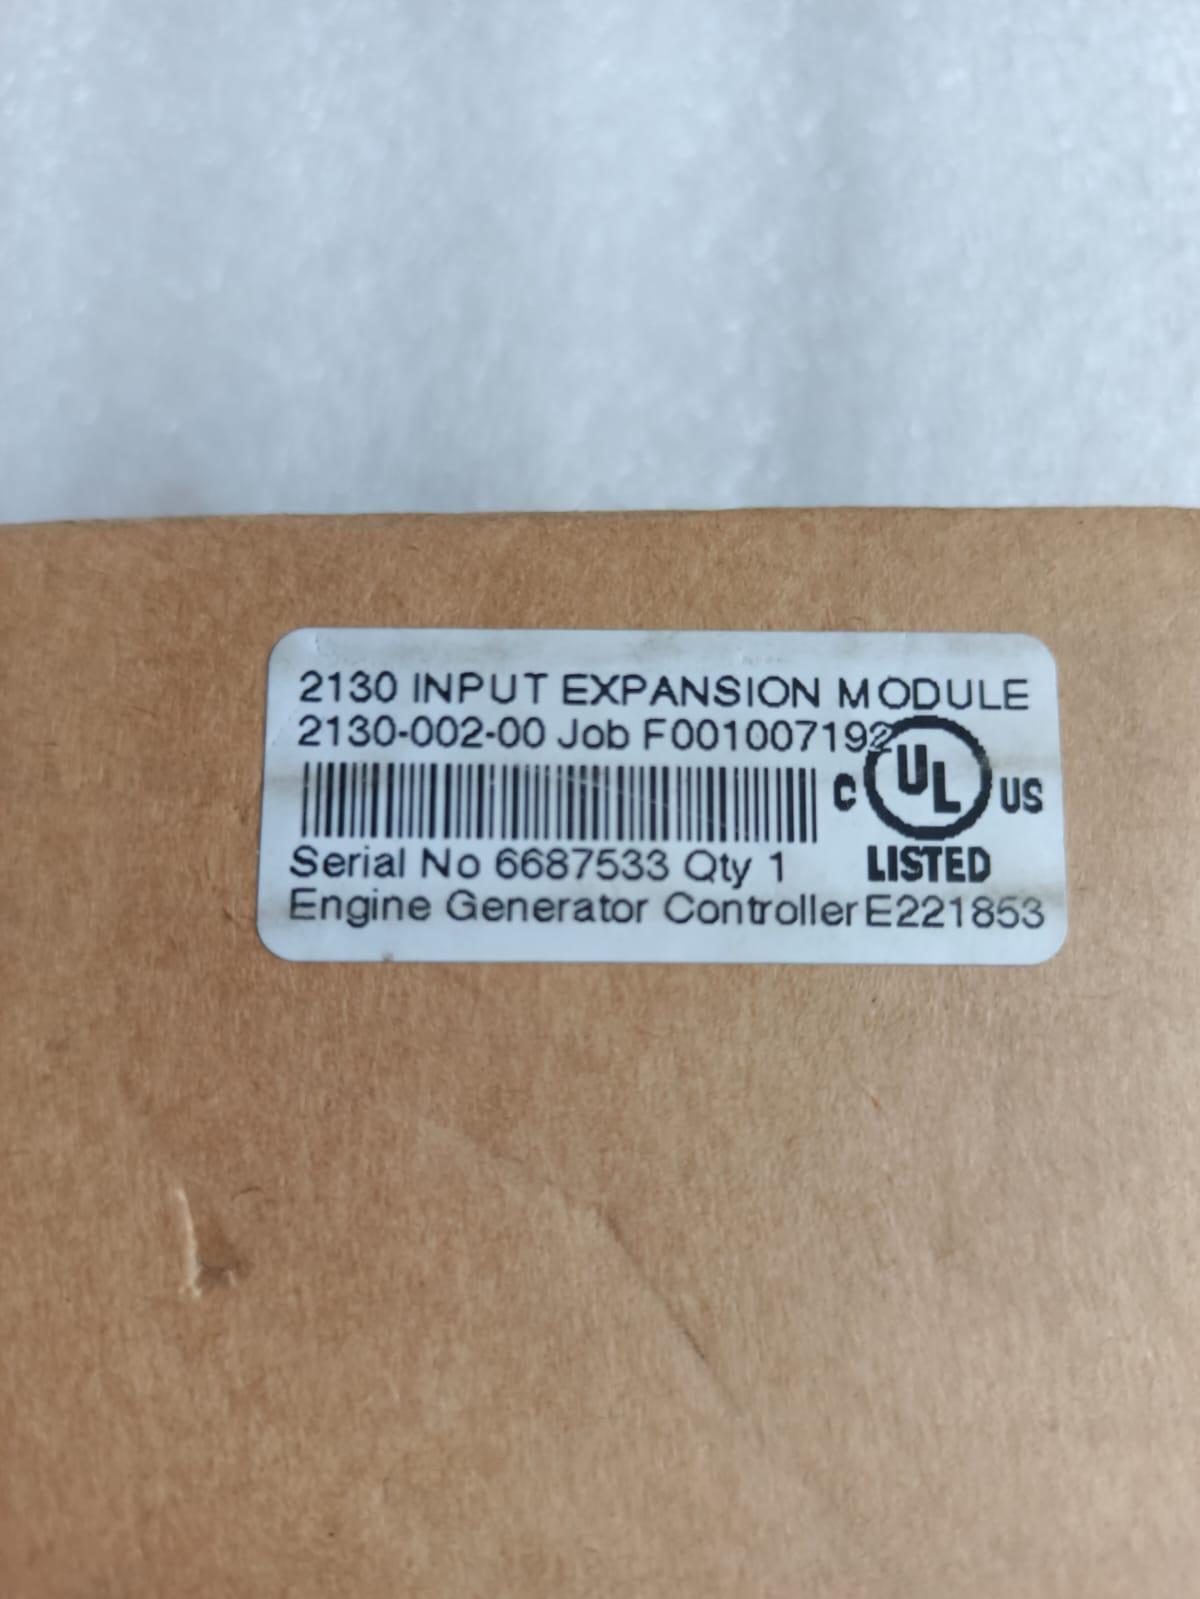 2130 INPUT EXPANSION MODULE
2130-002-00 Job F001007192
C UL US
LISTED
Serial No 6687533 Qty 1
Engine Generator Controller E221853